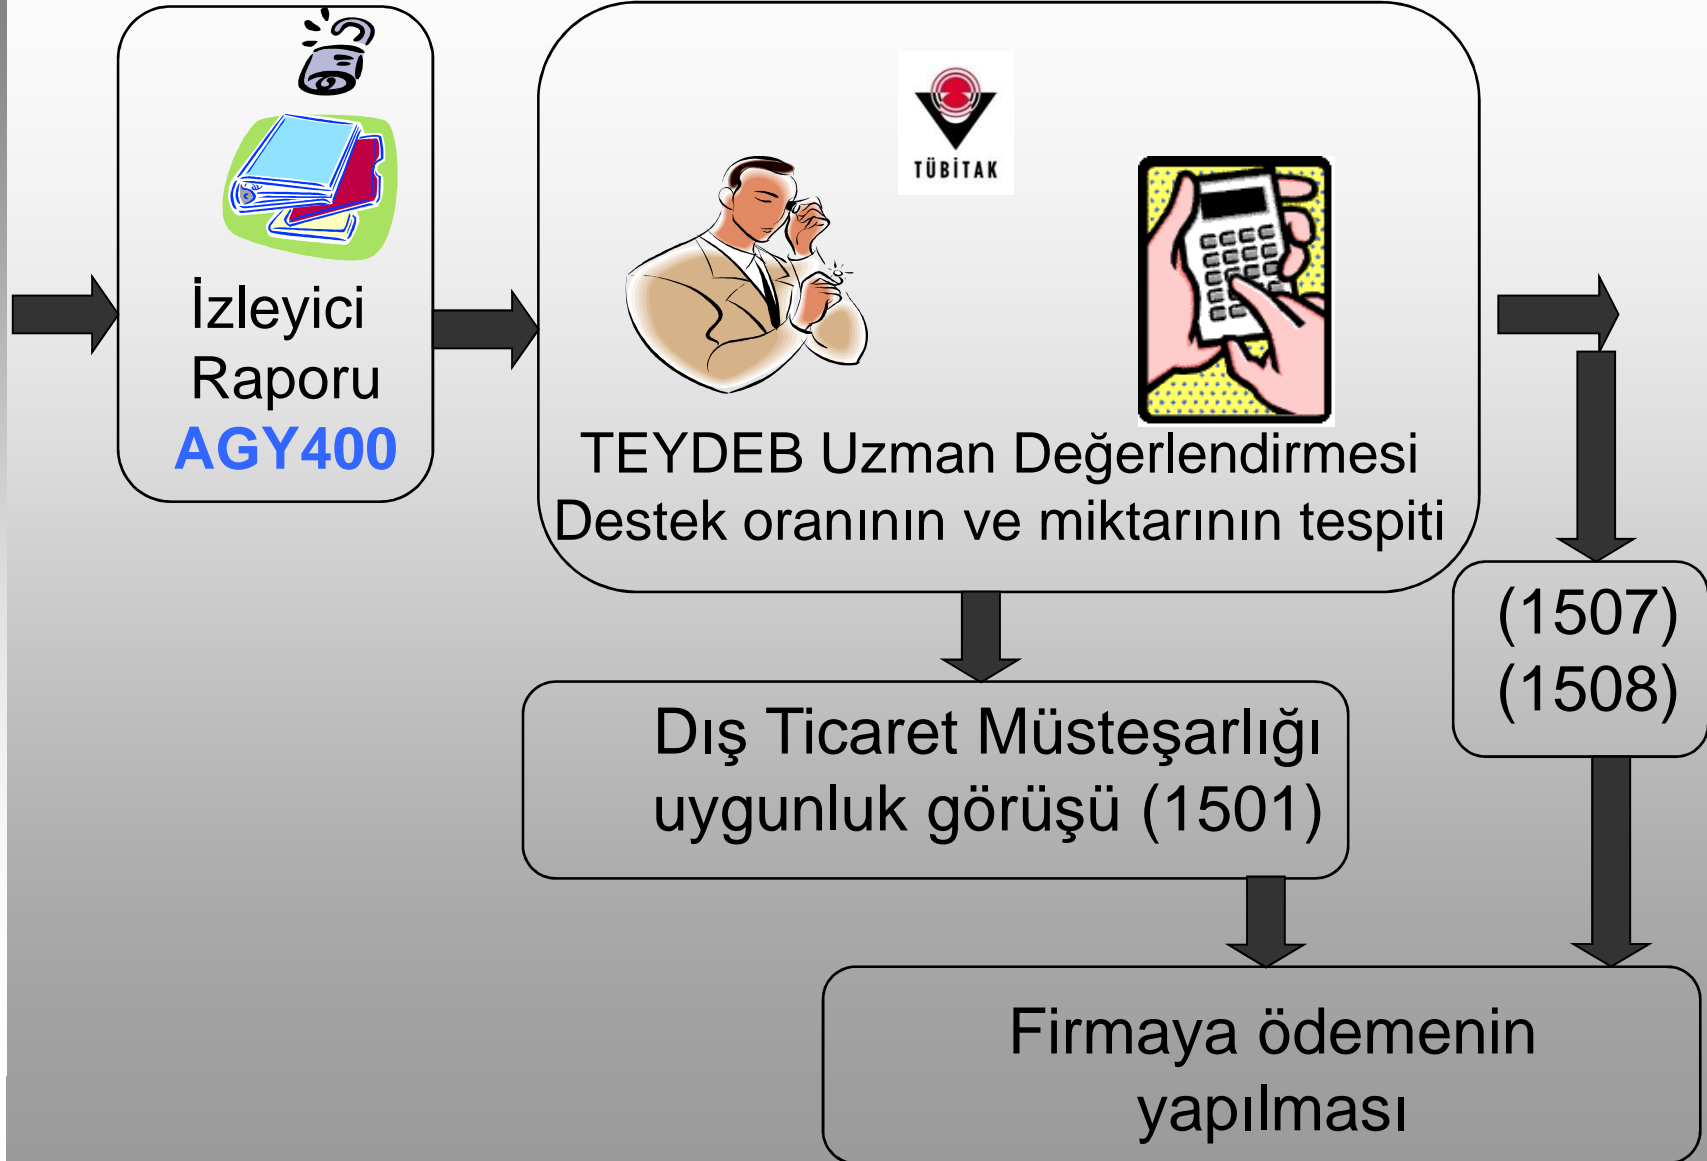 İzleyici
Raporu
AGY400
TÜBİTAK
TEYDEB Uzman Değerlendirmesi
Destek oranının ve miktarının tespiti
(1507)
(1508)
Dış Ticaret Müsteşarlığı
uygunluk görüşü (1501)
Firmaya ödemenin
yapılması